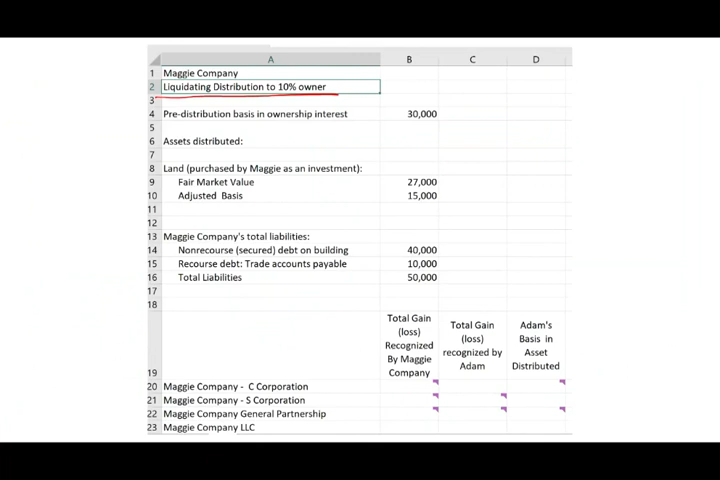 A B C D
1 Maggie Company
2 Liquidating Distribution to 10% owner
3
4 Pre-distribution basis in ownership interest 30,000
5
6 Assets distributed:
7
8 Land (purchased by Maggie as an investment):
9 Fair Market Value 27,000
10 Adjusted Basis 15,000
11
12
13 Maggie Company's total liabilities:
14 Nonrecourse (secured) debt on building 40,000
15 Recourse debt: Trade accounts payable 10,000
16 Total Liabilities 50,000
17
18
19
Total Gain
(loss)
Recognized
By Maggie
Company
Total Gain
(loss)
recognized by
Adam
Adam's
Basis in
Asset
Distributed
20 Maggie Company - C Corporation
21 Maggie Company - S Corporation
22 Maggie Company General Partnership
23 Maggie Company LLC